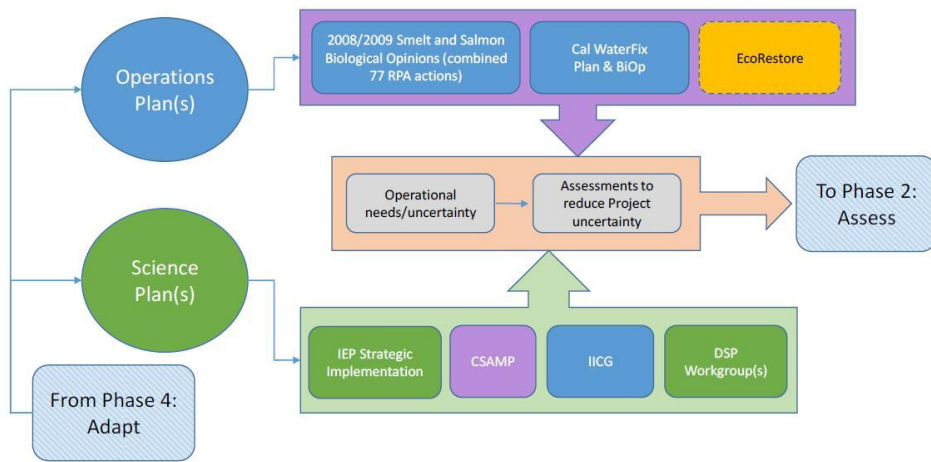 Operations
Plan(s)
2008/2009 Smelt and Salmon
Biological Opinions (combined
77 RPA actions)
Cal WaterFix
Plan & BiOp
EcoRestore
Operational
needs/uncertainty
Assessments to
reduce Project
uncertainty
To Phase 2:
Assess
Science
Plan(s)
IEP Strategic
Implementation
CSAMP
IICG
DSP
Workgroup(s)
From Phase 4:
Adapt